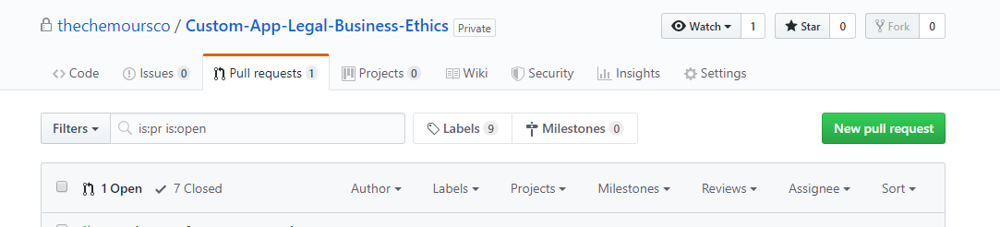 thechemoursco / Custom-App-Legal-Business-Ethics Private Watch 1 Star 0 Fork 0
Code Issues 0 Pull requests 1 Projects 0 Wiki Security Insights Settings
Filters is:pr is:open Labels 9 Milestones 0 New pull request
1 Open 7 Closed Author Labels Projects Milestones Reviews Assignee Sort